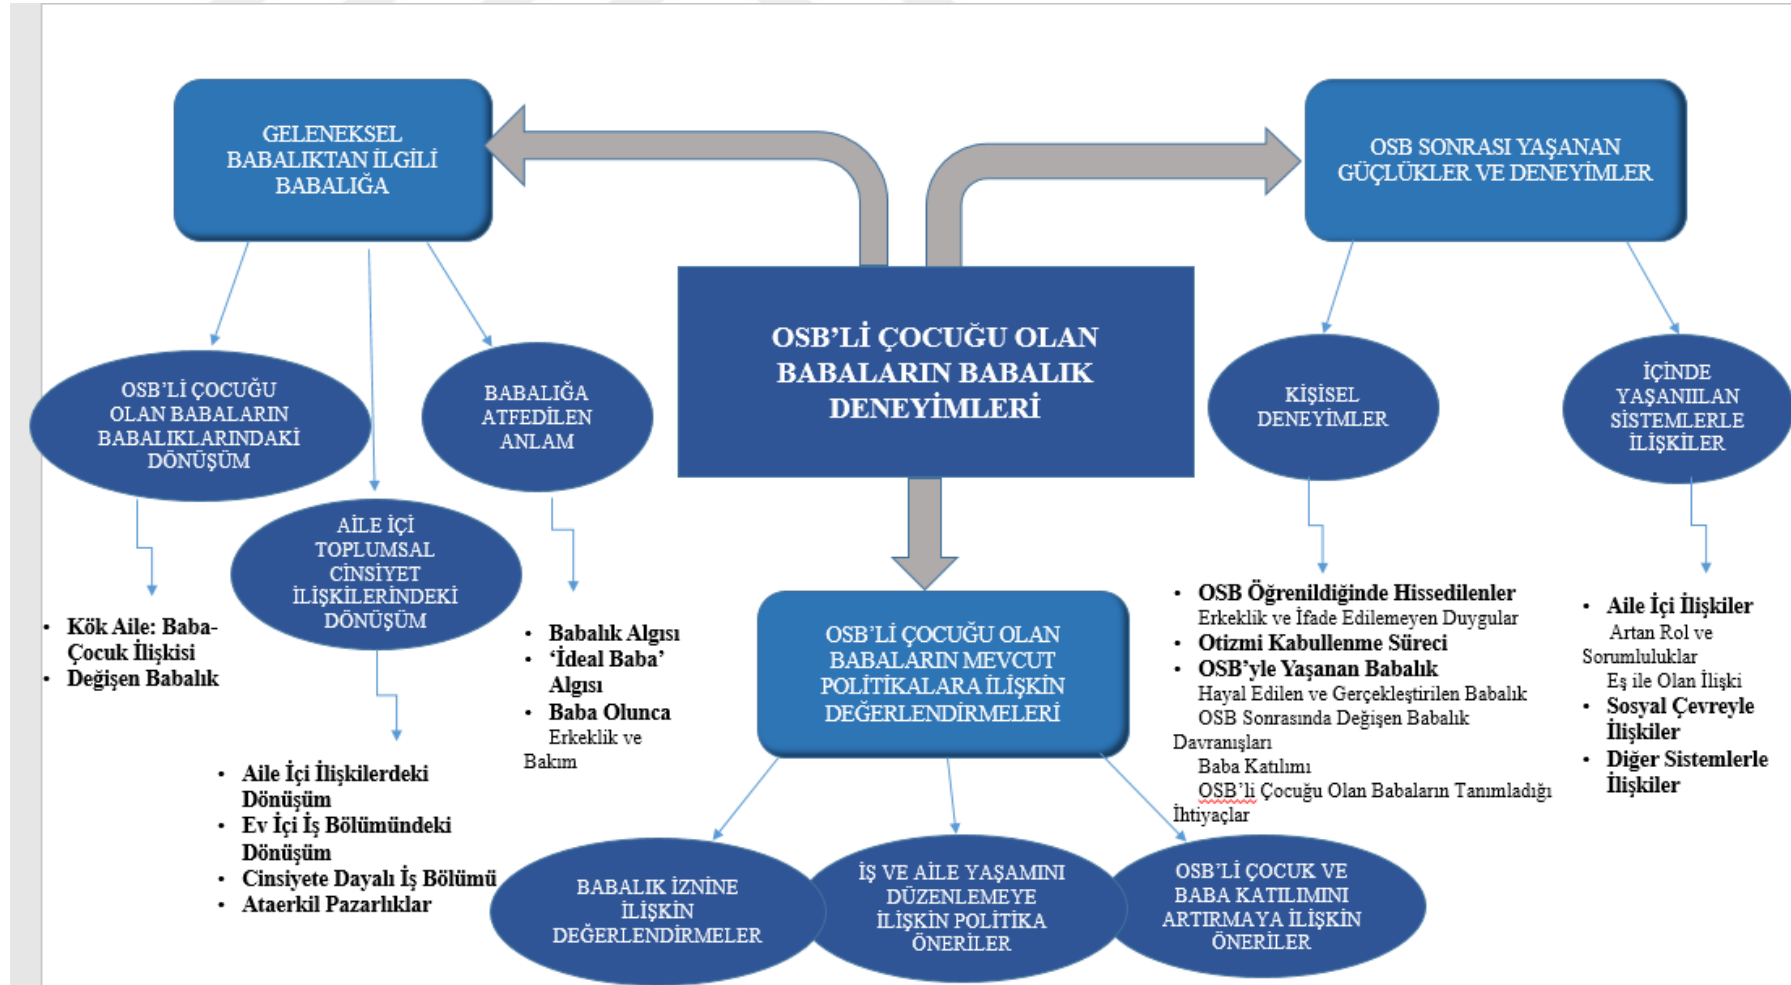 GELENEKSEL
BABALIKTAN İLGİLİ
BABALIĞA
OSB SONRASI YAŞANAN
GÜÇLÜKLER VE DENEYİMLER
OSB'Lİ ÇOCUĞU OLAN
BABALARIN BABALIK
DENEYİMLERİ
OSB'Lİ ÇOCUĞU
OLAN BABALARIN
BABALIKLARINDAKİ
DÖNÜŞÜM
BABALIĞA
ATFEDİLEN
ANLAM
KİŞİSEL
DENEYİMLER
İÇİNDE
YAŞANIILAN
SİSTEMLERLE
İLİŞKİLER
AİLE İÇİ
TOPLUMSAL
CİNSİYET
İLİŞKİLERİNDEKİ
DÖNÜŞÜM
• Kök Aile: Baba-
Çocuk İlişkisi
• Değişen Babalık
• Babalık Algısı
• 'İdeal Baba'
Algısı
• Baba Olunca
Erkeklik ve
Bakım
OSB'Lİ ÇOCUĞU OLAN
BABALARIN MEVCUT
POLİTİKALARA İLİŞKİN
DEĞERLENDİRMELERİ
• OSB Öğrenildiğinde Hissedilenler
Erkeklik ve İfade Edilemeyen Duygular
• Otizmi Kabullenme Süreci
• OSB'yle Yaşanan Babalık
Hayal Edilen ve Gerçekleştirilen Babalık
OSB Sonrasında Değişen Babalık
Davranışları
Baba Katılımı
OSB'li Çocuğu Olan Babaların Tanımladığı
İhtiyaçlar
• Aile İçi İlişkiler
Artan Rol ve
Sorumluluklar
Eş ile Olan İlişki
• Sosyal Çevreyle
İlişkiler
• Diğer Sistemlerle
İlişkiler
• Aile İçi İlişkilerdeki
Dönüşüm
• Ev İçi İş Bölümündeki
Dönüşüm
• Cinsiyete Dayalı İş Bölümü
• Ataerkil Pazarlıklar
BABALIK İZNİNE
İLİŞKİN
DEĞERLENDİRMELER
İŞ VE AİLE YAŞAMINI
DÜZENLEMEYE
İLİŞKİN POLİTİKA
ÖNERİLER
OSB'Lİ ÇOCUK VE
BABA KATILIMINI
ARTIRMAYA İLİŞKİN
ÖNERİLER